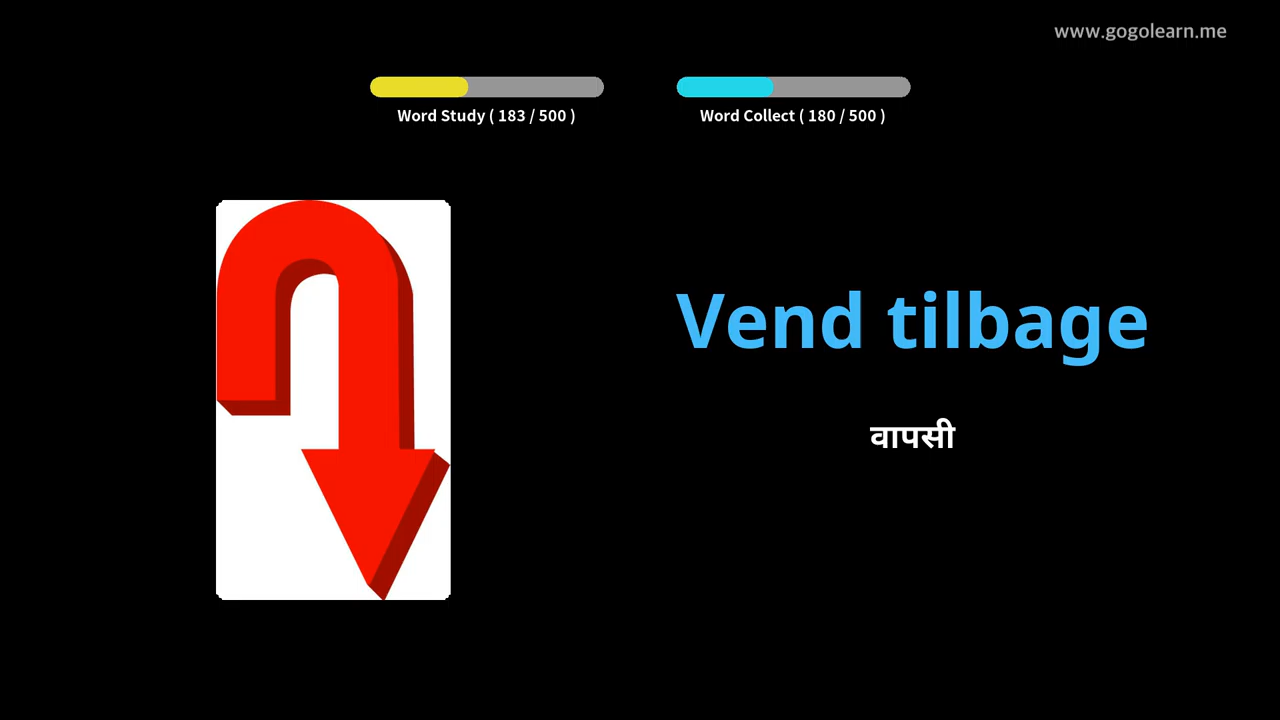 www.gogolearn.me
Word Study ( 183 / 500 )
Word Collect ( 180 / 500 )
Vend tilbage
वापसी